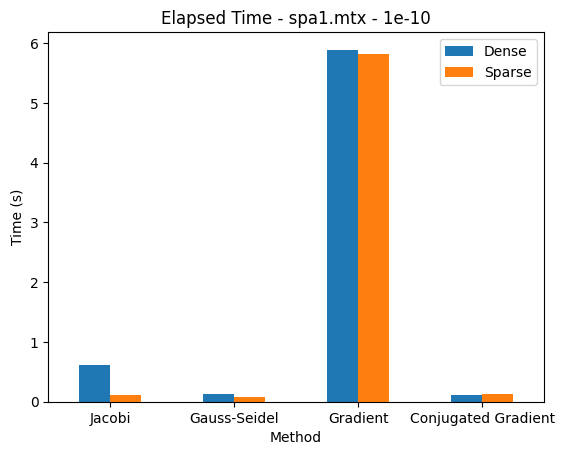 Elapsed Time - spa1.mtx - 1e-10
Dense
Sparse
Time (s)
6
5
4
3
2
1
0
Jacobi
Gauss-Seidel
Gradient
Conjugated Gradient
Method